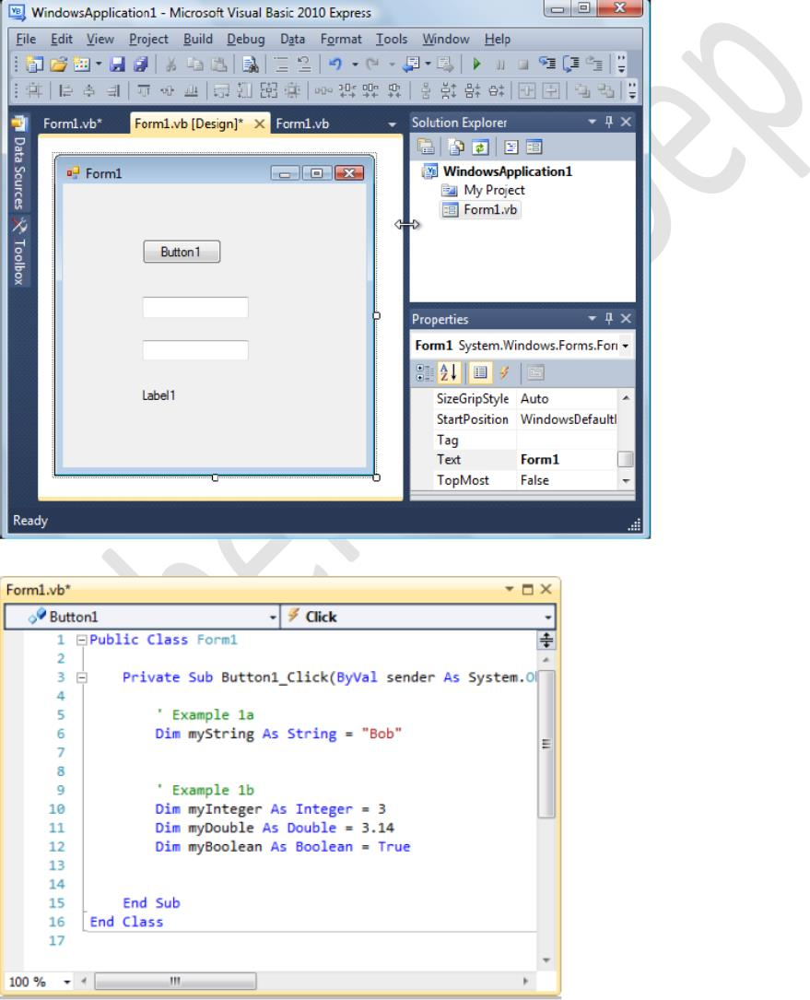 WindowsApplication1 - Microsoft Visual Basic 2010 Express
File Edit View Project Build Debug Data Format Tools Window Help
Form1.vb* Form1.vb [Design]* Form1.vb
Data Sources
Toolbox
Form1
Button1
Label1
Solution Explorer
WindowsApplication1
My Project
Form1.vb
Properties
Form1 System.Windows.Forms.For
SizeGripStyle Auto
StartPosition WindowsDefaultl
Tag
Text Form1
TopMost False
Ready
Form1.vb*
Button1 Click
1 Public Class Form1
2
3 Private Sub Button1_Click(ByVal sender As System.Ob
4
5 ' Example 1a
6 Dim myString As String = "Bob"
7
8
9 ' Example 1b
10 Dim myInteger As Integer = 3
11 Dim myDouble As Double = 3.14
12 Dim myBoolean As Boolean = True
13
14
15 End Sub
16 End Class
17
100 %